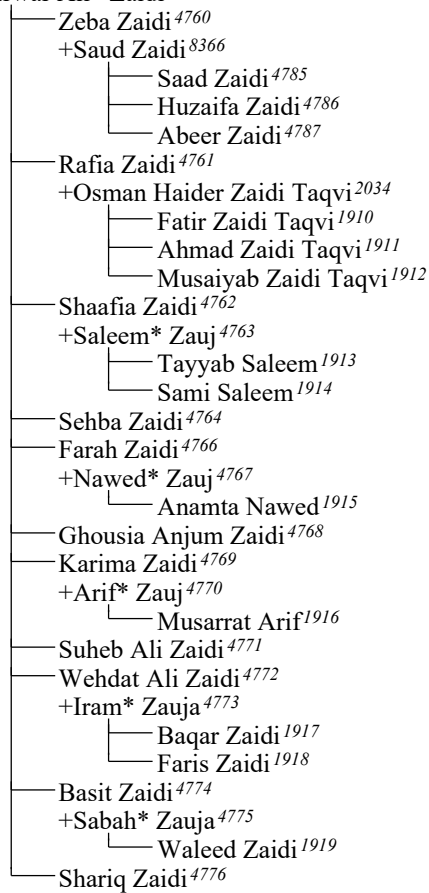 Zeba Zaidi 4760
+Saud Zaidi 8366
Saad Zaidi 4785
Huzaifa Zaidi 4786
Abeer Zaidi 4787
Rafia Zaidi 4761
+Osman Haider Zaidi Taqvi 2034
Fatir Zaidi Taqvi 1910
Ahmad Zaidi Taqvi 1911
Musaiyab Zaidi Taqvi 1912
Shaafia Zaidi 4762
+Saleem* Zauj 4763
Tayyab Saleem 1913
Sami Saleem 1914
Sehba Zaidi 4764
Farah Zaidi 4766
+Nawed* Zauj 4767
Anamta Nawed 1915
Ghousia Anjum Zaidi 4768
Karima Zaidi 4769
+Arif* Zauj 4770
Musarrat Arif 1916
Suheb Ali Zaidi 4771
Wehdat Ali Zaidi 4772
+Iram* Zauja 4773
Baqar Zaidi 1917
Faris Zaidi 1918
Basit Zaidi 4774
+Sabah* Zauja 4775
Waleed Zaidi 1919
Shariq Zaidi 4776